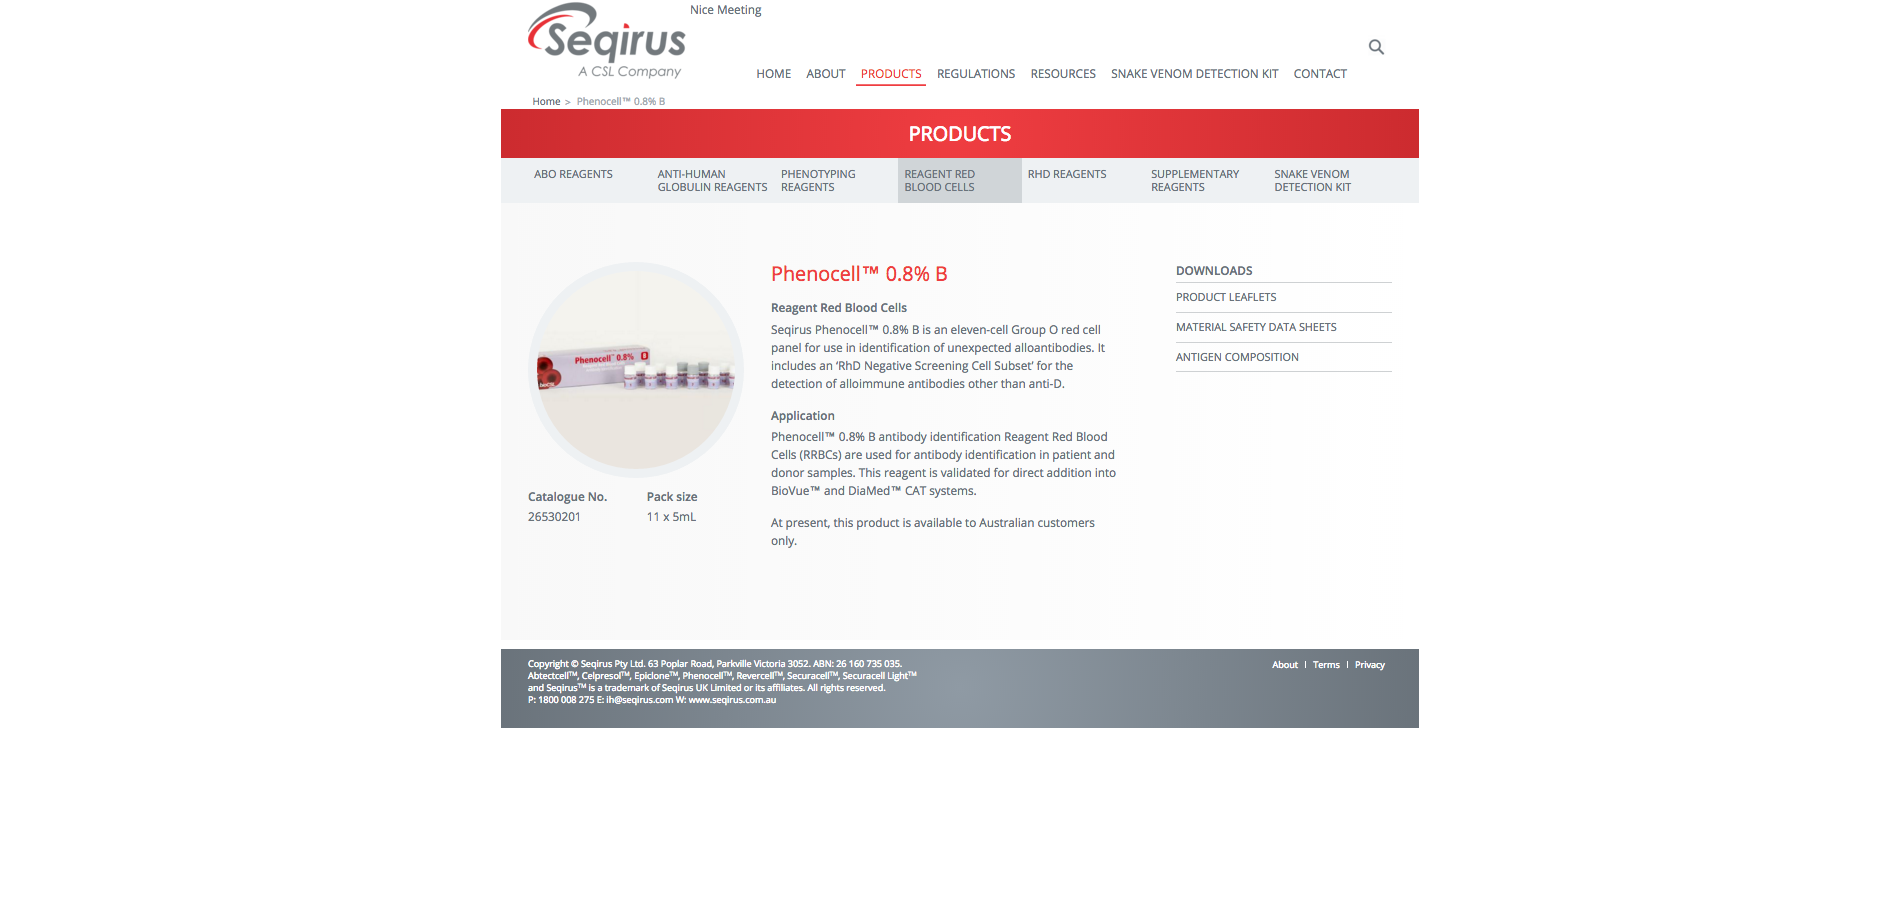 Seqirus
A CSL Company
Nice Meeting
HOME ABOUT PRODUCTS REGULATIONS RESOURCES SNAKE VENOM DETECTION KIT CONTACT
Home > Phenocell™ 0.8% B
PRODUCTS
ABO REAGENTS
ANTI-HUMAN
GLOBULIN REAGENTS
PHENOTYPING
REAGENTS
REAGENT RED
BLOOD CELLS
RHD REAGENTS
SUPPLEMENTARY
REAGENTS
SNAKE VENOM
DETECTION KIT
Phenocell™ 0.8%
Catalogue No. Pack size
26530201 11 x 5mL
Phenocell™ 0.8% B
Reagent Red Blood Cells
Seqirus Phenocell™ 0.8% B is an eleven-cell Group O red cell
panel for use in identification of unexpected alloantibodies. It
includes an ‘RhD Negative Screening Cell Subset’ for the
detection of alloimmune antibodies other than anti-D.
Application
Phenocell™ 0.8% B antibody identification Reagent Red Blood
Cells (RRBCs) are used for antibody identification in patient and
donor samples. This reagent is validated for direct addition into
BioVue™ and DiaMed™ CAT systems.
At present, this product is available to Australian customers
only.
DOWNLOADS
PRODUCT LEAFLETS
MATERIAL SAFETY DATA SHEETS
ANTIGEN COMPOSITION
Copyright © Seqirus Pty Ltd. 63 Poplar Road, Parkville Victoria 3052. ABN: 26 160 735 035.
Abtectcell™, Celpresol™, Epiclone™, Phenocell™, Revercell™, Securacell™, Securacell Light™
and Seqirus™ is a trademark of Seqirus UK Limited or its affiliates. All rights reserved.
P: 1800 008 275 E: ih@seqirus.com W: www.seqirus.com.au
About | Terms | Privacy